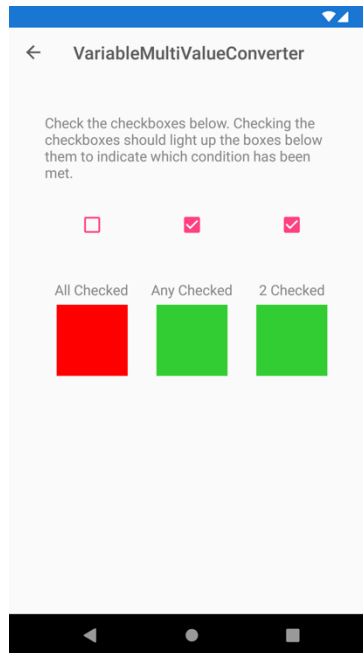 VariableMultiValueConverter
Check the checkboxes below. Checking the
checkboxes should light up the boxes below
them to indicate which condition has been
met.
All Checked Any Checked 2 Checked